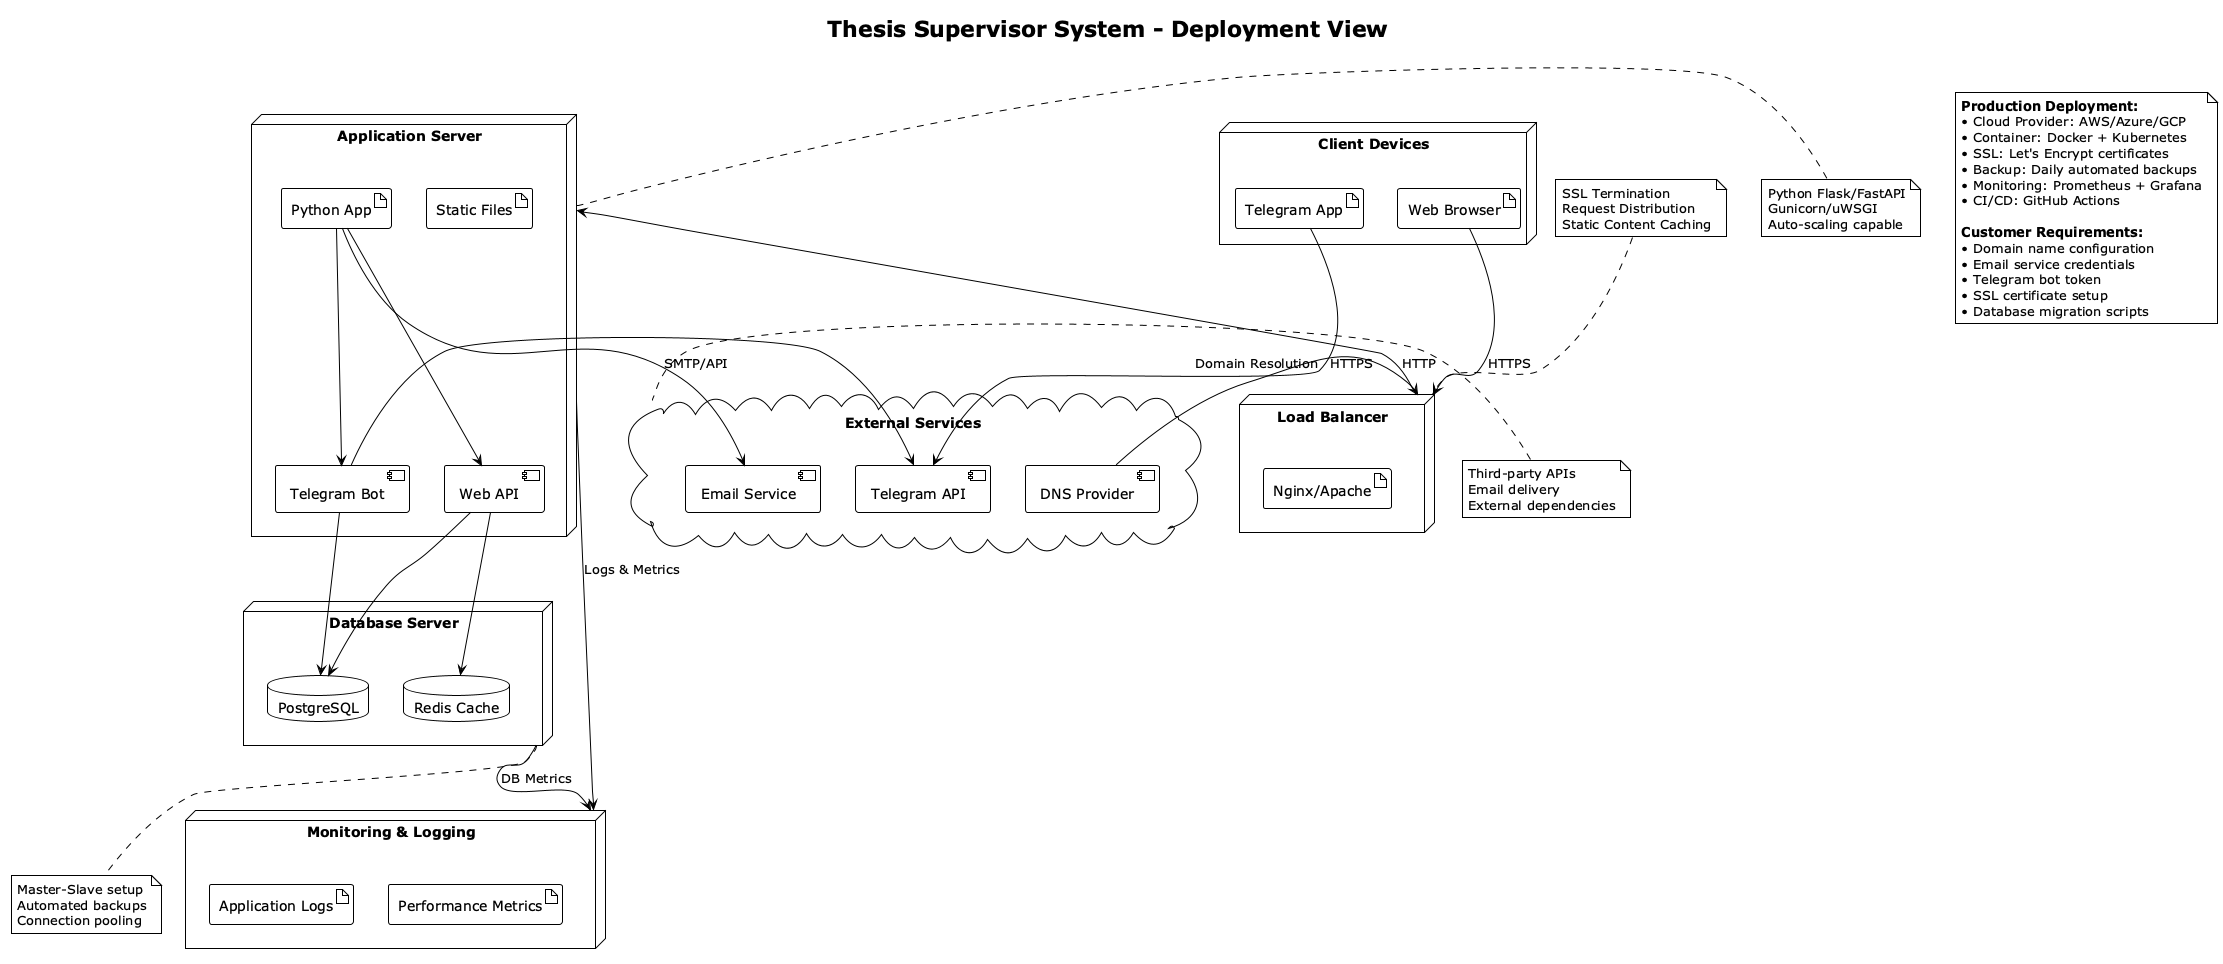 Thesis Supervisor System - Deployment View
Application Server
Python App
Static Files
Telegram Bot
Web API
Client Devices
Telegram App
Web Browser
SSL Termination
Request Distribution
Static Content Caching
Python Flask/FastAPI
Gunicorn/uWSGI
Auto-scaling capable
Production Deployment:
• Cloud Provider: AWS/Azure/GCP
• Container: Docker + Kubernetes
• SSL: Let's Encrypt certificates
• Backup: Daily automated backups
• Monitoring: Prometheus + Grafana
• CI/CD: GitHub Actions
Customer Requirements:
• Domain name configuration
• Email service credentials
• Telegram bot token
• SSL certificate setup
• Database migration scripts
SMTP/API
Domain Resolution
HTTPS
HTTP
HTTPS
External Services
Email Service
Telegram API
DNS Provider
Load Balancer
Nginx/Apache
Third-party APIs
Email delivery
External dependencies
Logs & Metrics
Database Server
PostgreSQL
Redis Cache
DB Metrics
Monitoring & Logging
Application Logs
Performance Metrics
Master-Slave setup
Automated backups
Connection pooling